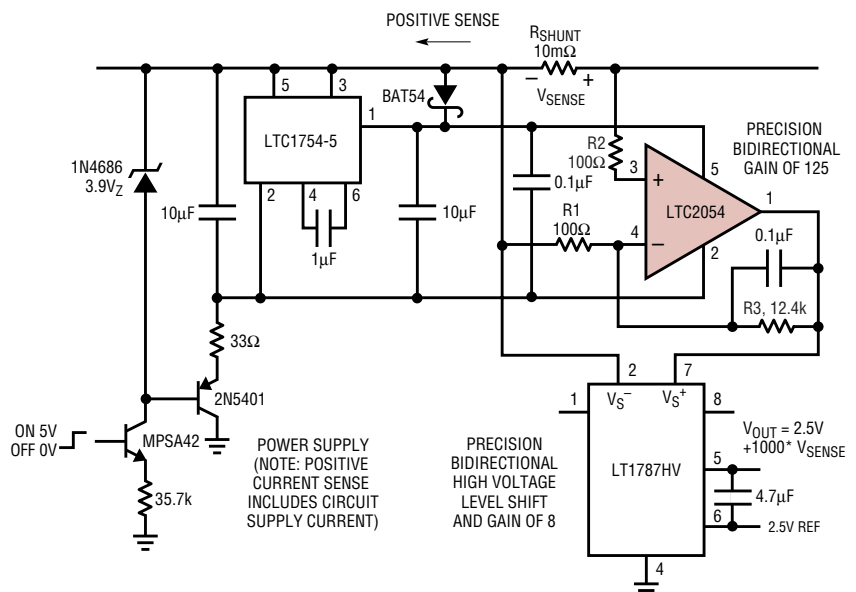 POSITIVE SENSE
RSHUNT
10mΩ
– +
VSENSE
5
3
BAT54
1
LTC1754-5
R2
100Ω
3
+
5
PRECISION
BIDIRECTIONAL
GAIN OF 125
1N4686
3.9VZ
10µF
2
4
6
1µF
10µF
0.1µF
R1
100Ω
4
–
LTC2054
1
2
0.1µF
R3, 12.4k
33Ω
2N5401
ON 5V
OFF 0V
MPSA42
35.7k
POWER SUPPLY
(NOTE: POSITIVE
CURRENT SENSE
INCLUDES CIRCUIT
SUPPLY CURRENT)
PRECISION
BIDIRECTIONAL
HIGH VOLTAGE
LEVEL SHIFT
AND GAIN OF 8
2
7
1
VS–
VS+
8
LT1787HV
5
6
4
VOUT = 2.5V
+1000* VSENSE
4.7µF
2.5V REF